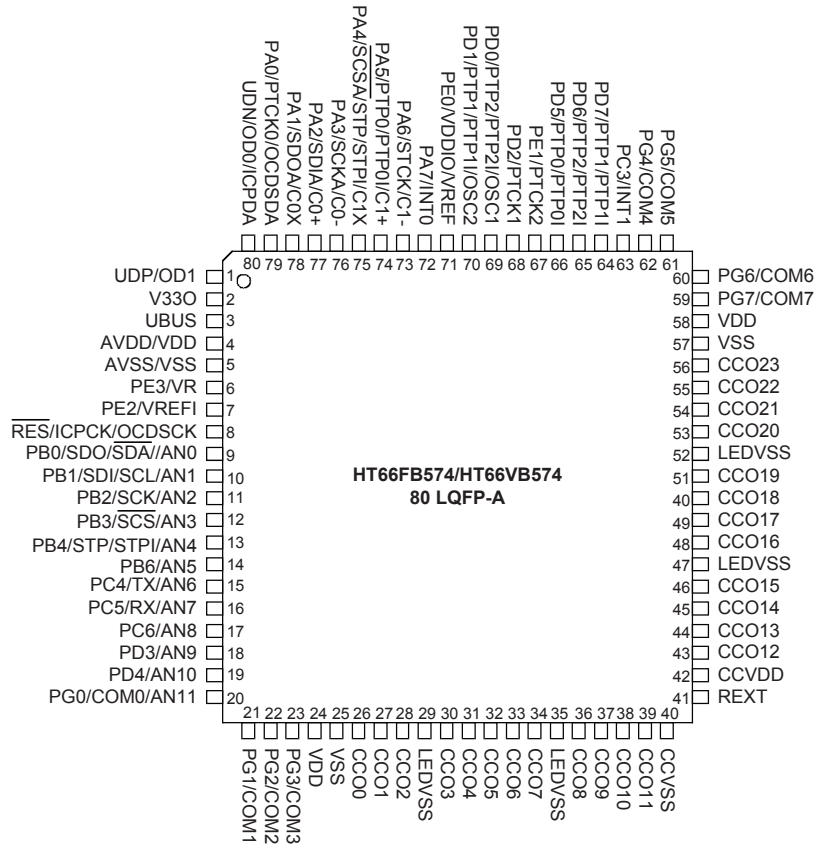 UDN/OD0/ICPDA
PA0/PTCK0/OCDSDA
PA1/SDOA/C0X
PA2/SDIA/C0+
PA3/SCKA/C0-
PA4/SCSA/STP/STPI/C1X
PA5/PTP0/PTP0I/C1+
PA6/STCK/C1-
PA7/INT0
PE0/VDDIO/VREF
PD1/PTP1/PTP1I/OSC2
PD0/PTP2/PTP2I/OSC1
PD2/PTCK1
PE1/PTCK2
PD5/PTP0/PTP0I
PD6/PTP2/PTP2I
PD7/PTP1/PTP1I
PC3/INT1
PG4/COM4
PG5/COM5
80 79 78 77 76 75 74 73 72 71 70 69 68 67 66 65 64 63 62 61
UDP/OD1 1
V33O 2
UBUS 3
AVDD/VDD 4
AVSS/VSS 5
PE3/VR 6
PE2/VREFI 7
RES/ICPCK/OCDSCK 8
PB0/SDO/SDA//AN0 9
PB1/SDI/SCL/AN1 10
PB2/SCK/AN2 11
PB3/SCS/AN3 12
PB4/STP/STPI/AN4 13
PB6/AN5 14
PC4/TX/AN6 15
PC5/RX/AN7 16
PC6/AN8 17
PD3/AN9 18
PD4/AN10 19
PG0/COM0/AN11 20
HT66FB574/HT66VB574
80 LQFP-A
60 PG6/COM6
59 PG7/COM7
58 VDD
57 VSS
56 CCO23
55 CCO22
54 CCO21
53 CCO20
52 LEDVSS
51 CCO19
40 CCO18
49 CCO17
48 CCO16
47 LEDVSS
46 CCO15
45 CCO14
44 CCO13
43 CCO12
42 CCVDD
41 REXT
21 22 23 24 25 26 27 28 29 30 31 32 33 34 35 36 37 38 39 40
PG1/COM1
PG2/COM2
PG3/COM3
VDD
VSS
CCO0
CCO1
CCO2
LEDVSS
CCO3
CCO4
CCO5
CCO6
CCO7
LEDVSS
CCO8
CCO9
CCO10
CCO11
CCVSS